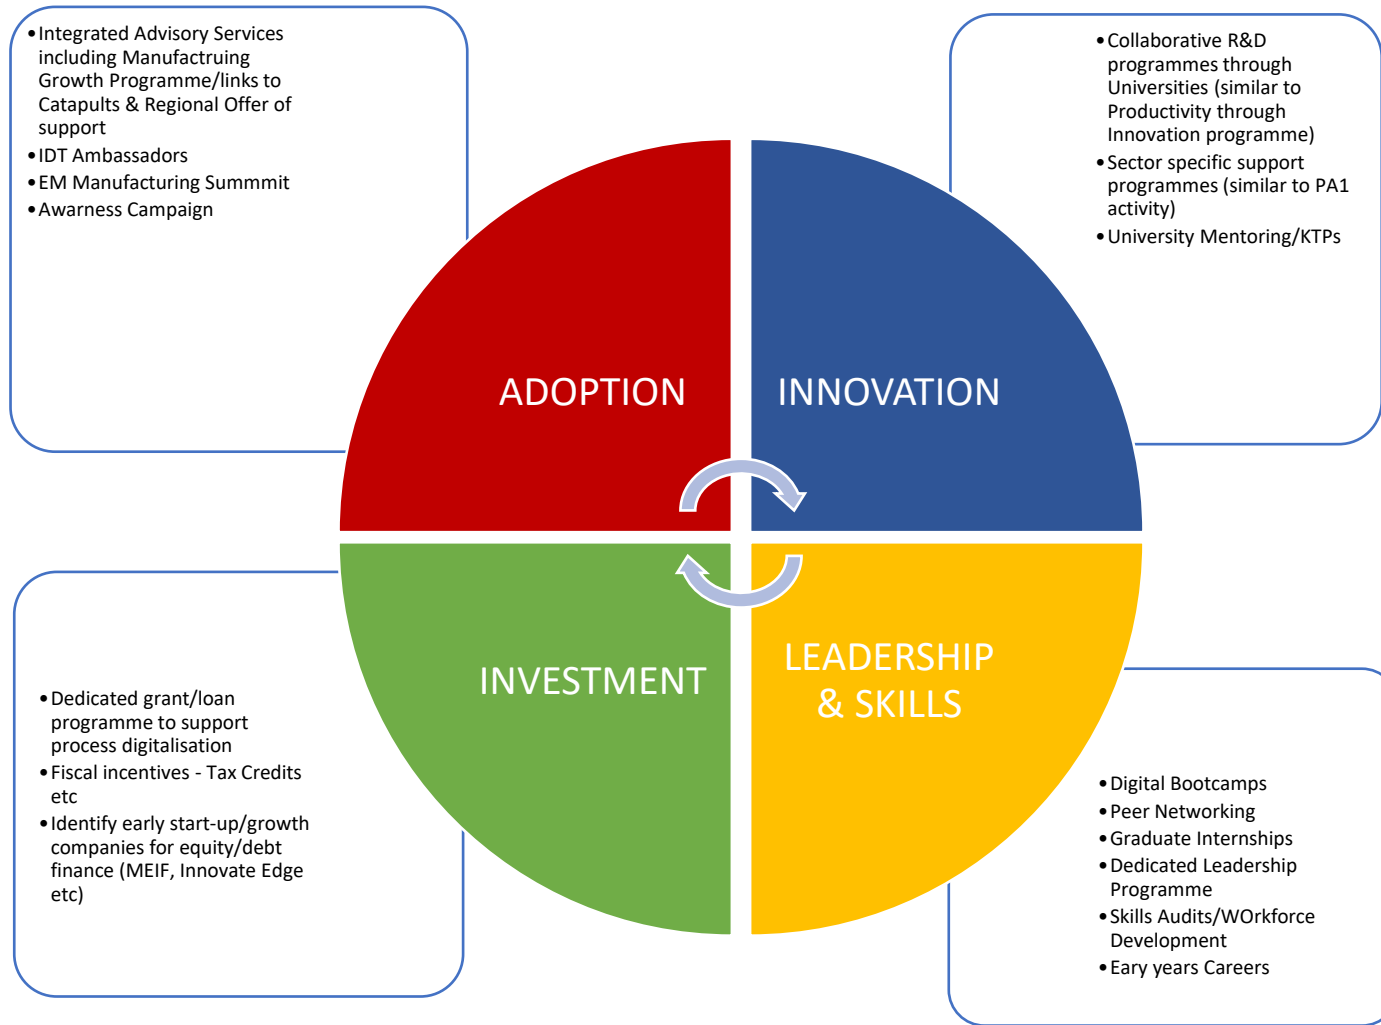 •Integrated Advisory Services
including Manufactruing
Growth Programme/links to
Catapults & Regional Offer of
support
•IDT Ambassadors
•EM Manufacturing Summmit
•Awarness Campaign
•Collaborative R&D
programmes through
Universities (similar to
Productivity through
Innovation programme)
•Sector specific support
programmes (similar to PA1
activity)
•University Mentoring/KTPs
ADOPTION
INNOVATION
INVESTMENT
LEADERSHIP
& SKILLS
•Dedicated grant/loan
programme to support
process digitalisation
•Fiscal incentives - Tax Credits
etc
•Identify early start-up/growth
companies for equity/debt
finance (MEIF, Innovate Edge
etc)
•Digital Bootcamps
•Peer Networking
•Graduate Internships
•Dedicated Leadership
Programme
•Skills Audits/WOrkforce
Development
•Eary years Careers